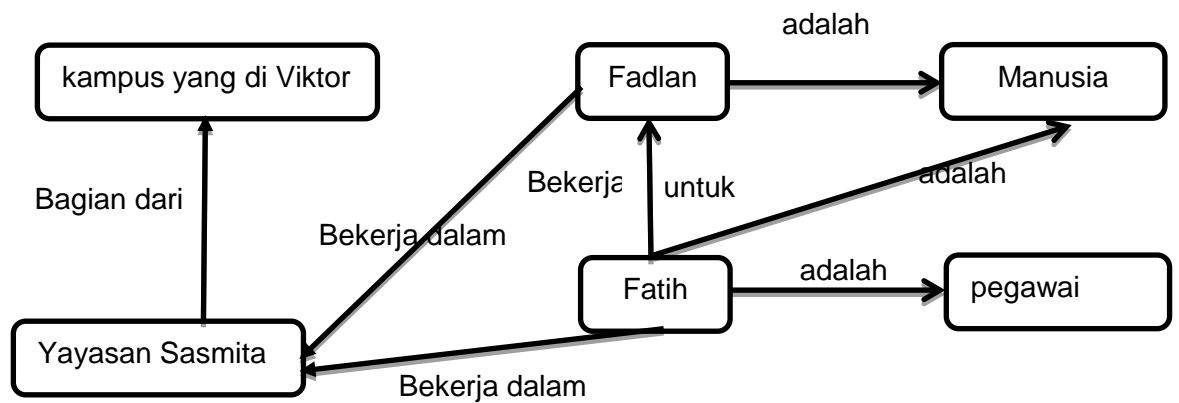 adalah
kampus yang di Viktor
Fadlan
Manusia
Bagian dari
Bekerja
untuk
adalah
Bekerja dalam
Fatih
adalah
pegawai
Yayasan Sasmita
Bekerja dalam